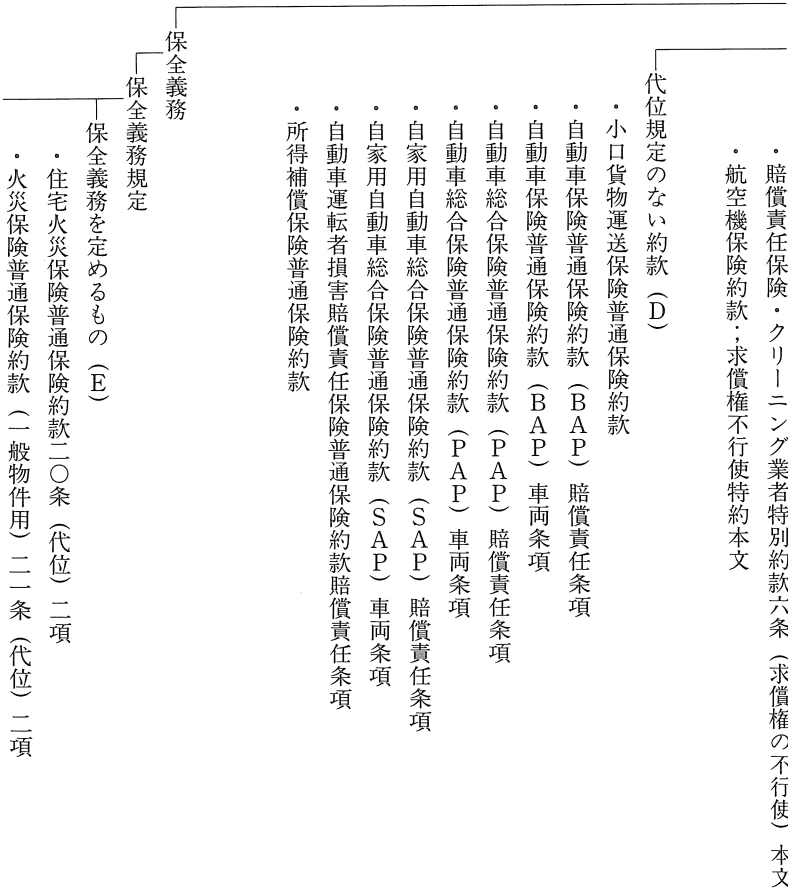 ・賠償責任保険・クリーニング業者特別約款六条（求償権の不行使）本文
・航空機保険約款；求償権不行使特約本文
代位規定のない約款（D）
・小口貨物運送保険普通保険約款
・自動車保険普通保険約款（BAP）賠償責任条項
・自動車保険普通保険約款（BAP）車両条項
・自動車総合保険普通保険約款（PAP）賠償責任条項
・自動車総合保険普通保険約款（PAP）車両条項
・自家用自動車総合保険普通保険約款（SAP）賠償責任条項
・自家用自動車総合保険普通保険約款（SAP）車両条項
・自動車運転者損害賠償責任保険普通保険約款賠償責任条項
・所得補償保険普通保険約款
保全義務
保全義務規定
保全義務を定めるもの（E）
・住宅火災保険普通保険約款二〇条（代位）二項
・火災保険普通保険約款（一般物件用）二一条（代位）二項